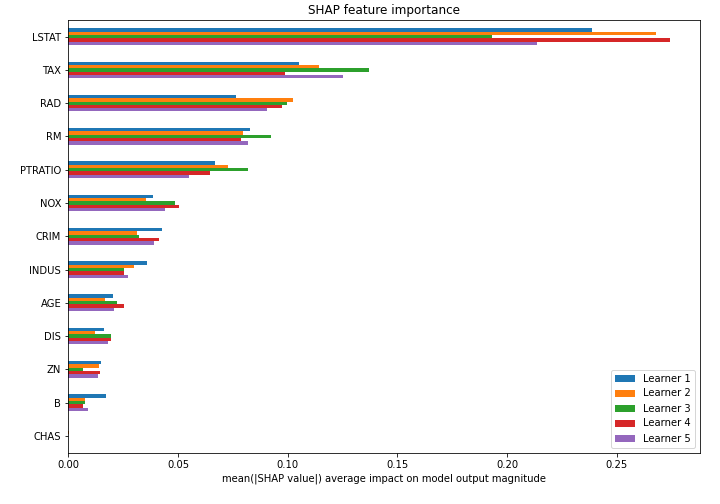 SHAP feature importance
LSTAT
TAX
RAD
RM
PTRATIO
NOX
CRIM
INDUS
AGE
DIS
ZN
B
CHAS
Learner 1
Learner 2
Learner 3
Learner 4
Learner 5
0.00 0.05 0.10 0.15 0.20 0.25
mean(|SHAP value|) average impact on model output magnitude